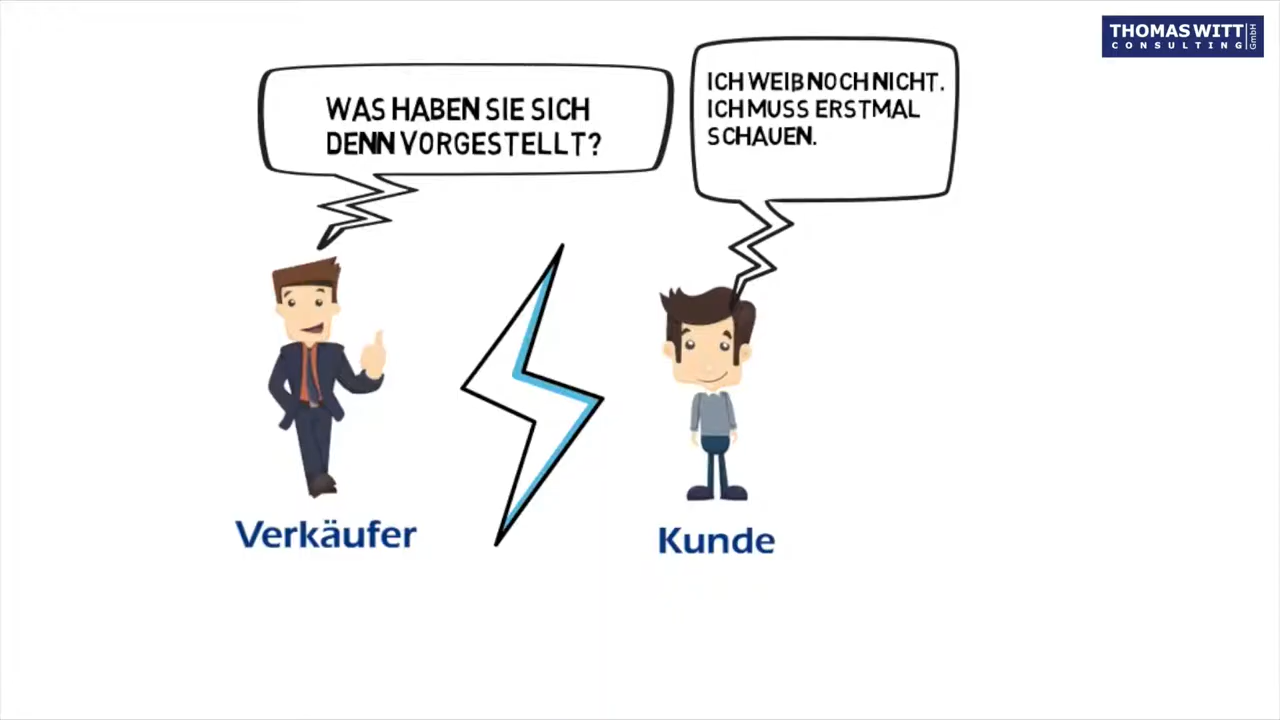 THOMAS WITT
CONSULTING
GmbH
WAS HABEN SIE SICH
DENN VORGESTELLT?
ICH WEIß NOCH NICHT.
ICH MUSS ERSTMAL
SCHAUEN.
Verkäufer
Kunde